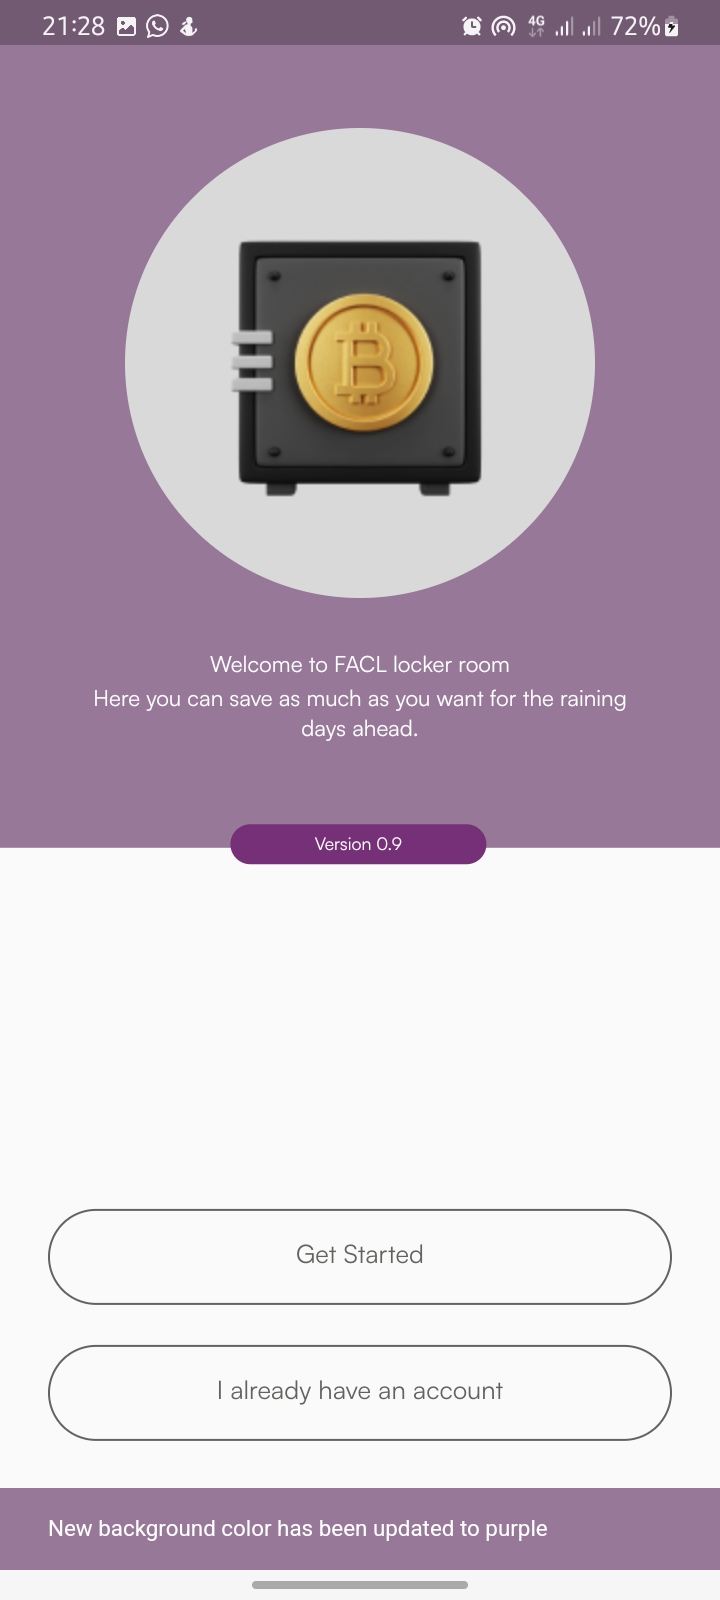 21:28
4G
72%
Welcome to FACL locker room
Here you can save as much as you want for the raining
days ahead.
Version 0.9
Get Started
I already have an account
New background color has been updated to purple